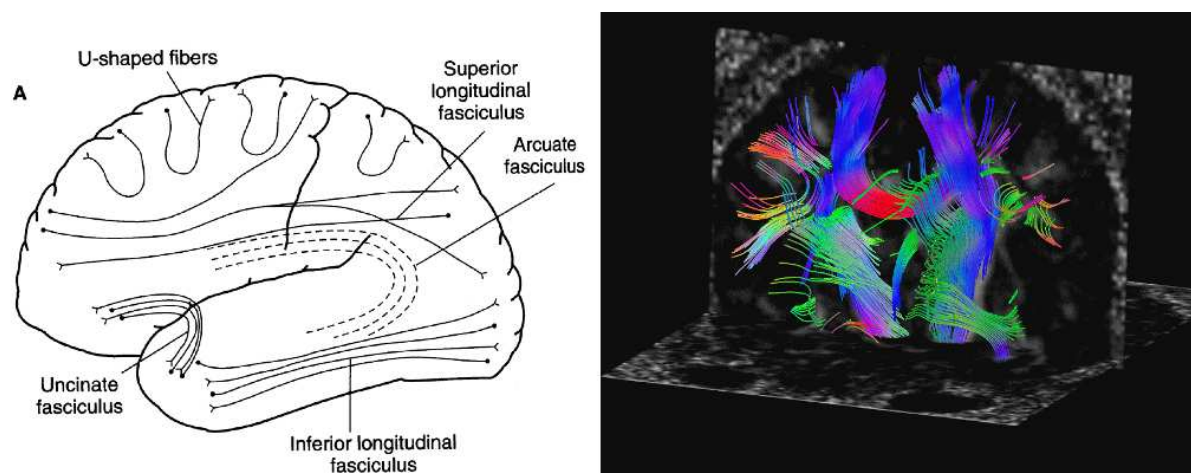 U-shaped fibers
A
Superior
longitudinal
fasciculus
Arcuate
fasciculus
Uncinate
fasciculus
Inferior longitudinal
fasciculus